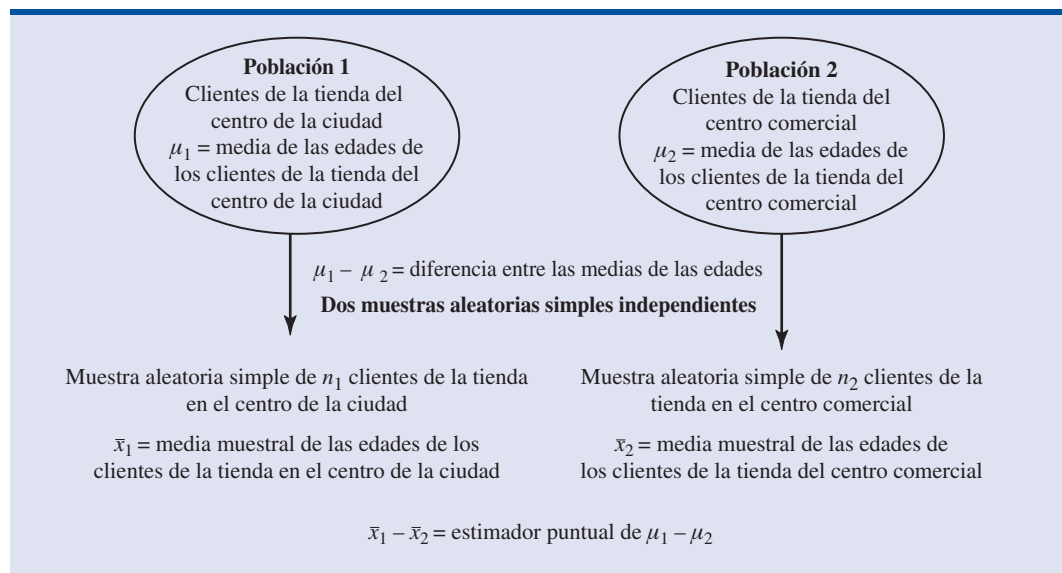 Población 1
Clientes de la tienda del
centro de la ciudad
μ₁ = media de las edades de
los clientes de la tienda del
centro de la ciudad
Población 2
Clientes de la tienda del
centro comercial
μ₂ = media de las edades de
los clientes de la tienda del
centro comercial
μ₁ – μ₂ = diferencia entre las medias de las edades
Dos muestras aleatorias simples independientes
Muestra aleatoria simple de n₁ clientes de la tienda
en el centro de la ciudad
x̄₁ = media muestral de las edades de los
clientes de la tienda en el centro de la ciudad
Muestra aleatoria simple de n₂ clientes de la
tienda en el centro comercial
x̄₂ = media muestral de las edades de
los clientes de la tienda del centro comercial
x̄₁ – x̄₂ = estimador puntual de μ₁ – μ₂